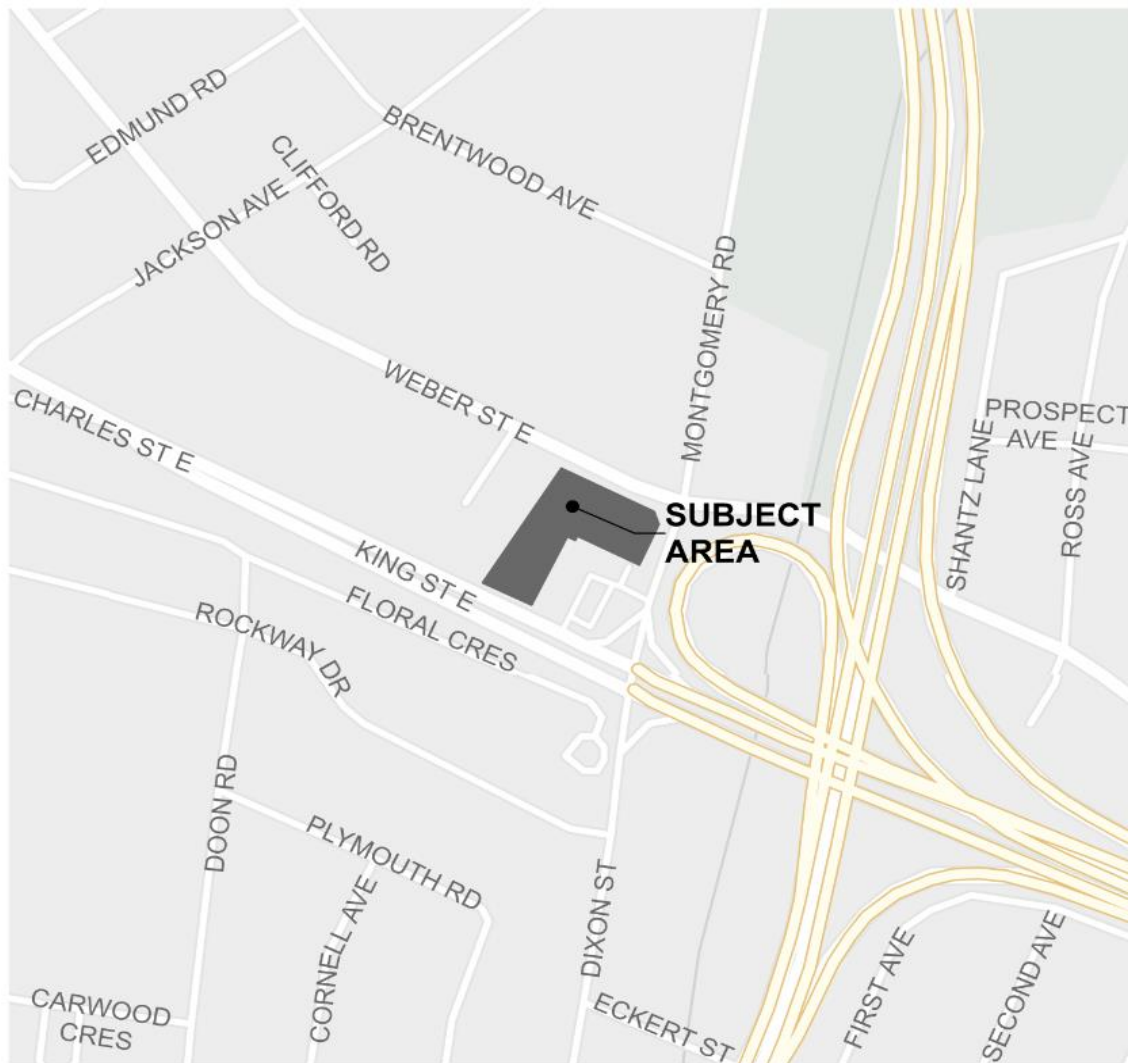 EDMUND RD
BRENTWOOD AVE
CLIFFORD RD
JACKSON AVE
MONTGOMERY RD
WEBER ST E
CHARLES ST E
PROSPECT
AVE
SHANTZ LANE
ROSS AVE
SUBJECT
AREA
KING ST E
FLORAL CRES
ROCKWAY DR
DOON RD
PLYMOUTH RD
CORNELL AVE
DIXON ST
FIRST AVE
SECOND AVE
CARWOOD
CRES
ECKERT ST